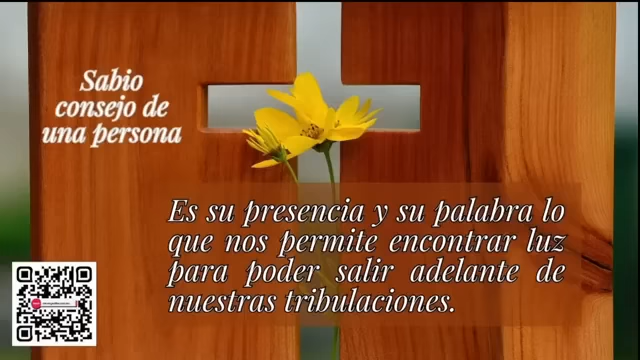 Sabio
consejo de
una persona
Es su presencia y su palabra lo
que nos permite encontrar luz
para poder salir adelante de
nuestras tribulaciones.